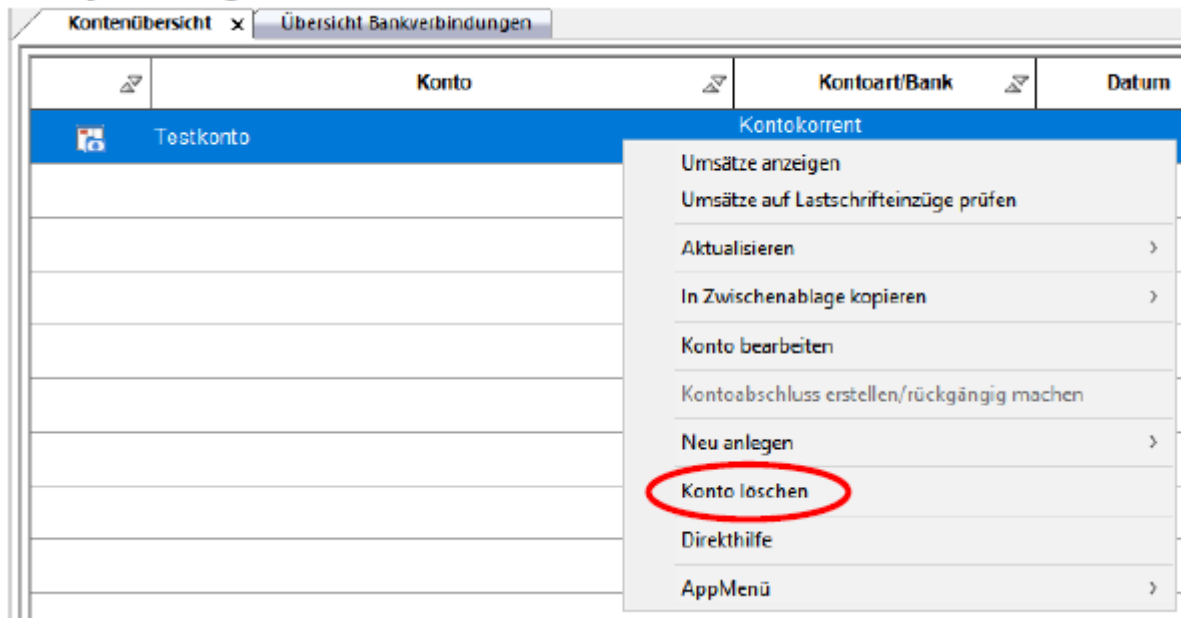 Kontenübersicht x Übersicht Bankverbindungen
Konto Kontoart/Bank Datum
Testkonto Kontokorrent
Umsätze anzeigen
Umsätze auf Lastschrifteinzüge prüfen
Aktualisieren
In Zwischenablage kopieren
Konto bearbeiten
Kontoabschluss erstellen/rückgängig machen
Neu anlegen
Konto löschen
Direkthilfe
AppMenü